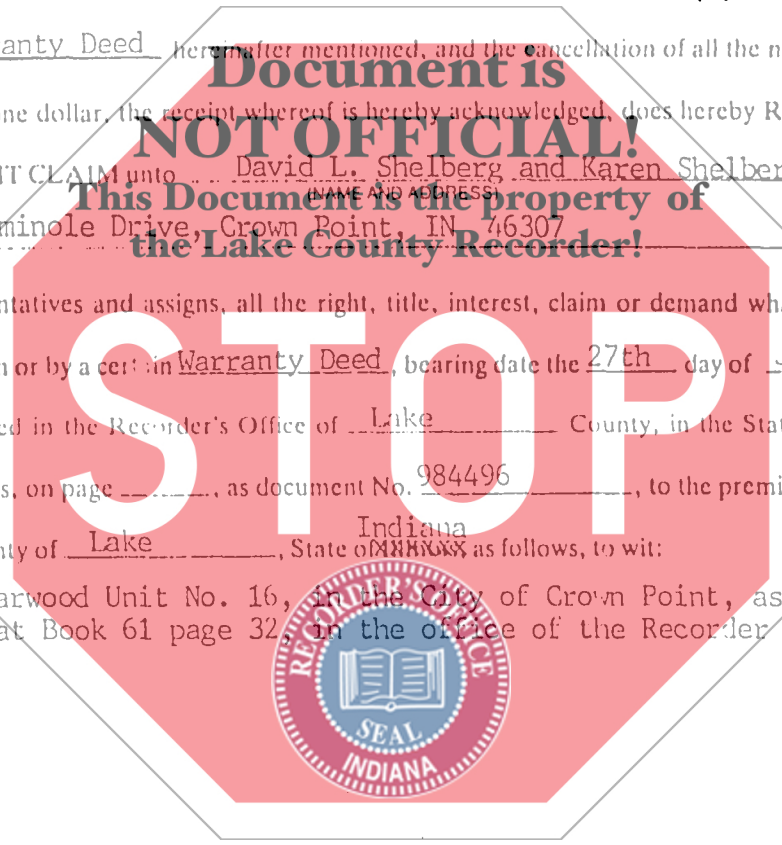 anty Deed hereinafter mentioned, and the cancellation of all the n
Document is
ne dollar, the receipt whereof is hereby acknowledged, does hereby R
NOT OFFICIAL!
T CLAIM unto David L. Shelberg and Karen Shelber
(NAME AND ADDRESS)
This Document is the property of
minole Drive, Crown Point, IN 46307
the Lake County Recorder!
ntatives and assigns, all the right, title, interest, claim or demand wh
n or by a certain Warranty Deed, bearing date the 27th day of
ed in the Recorder's Office of Lake County, in the Stat
STOP
s, on page , as document No. 984496 , to the premi
Indiana
ty of Lake , State of as follows, to wit:
arwood Unit No. 16, in the City of Crown Point, as
at Book 61 page 32, in the office of the Recorder
RECORDER'S OFFICE
SEAL
INDIANA